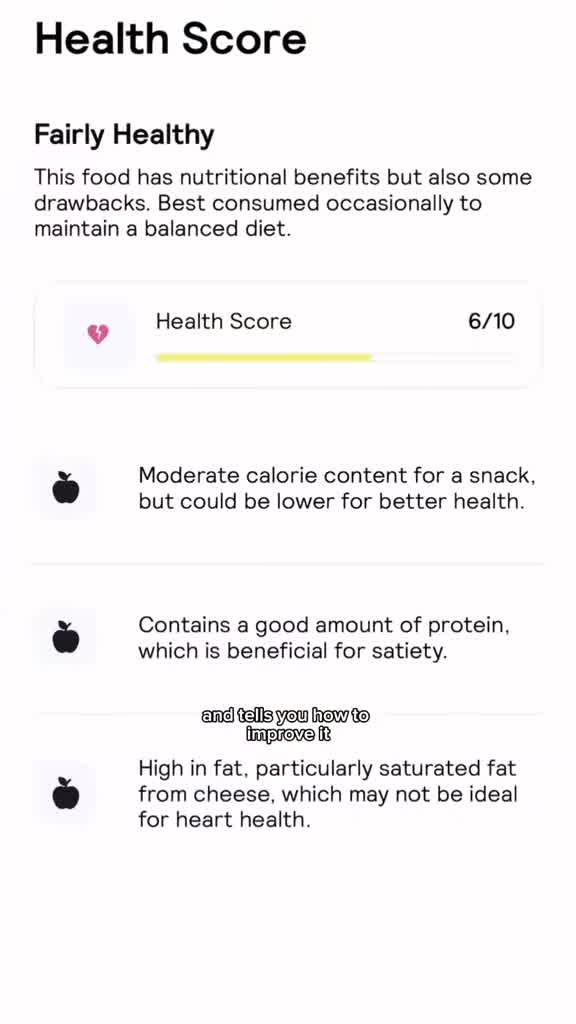 Health Score
Fairly Healthy
This food has nutritional benefits but also some
drawbacks. Best consumed occasionally to
maintain a balanced diet.
Health Score 6/10
Moderate calorie content for a snack,
but could be lower for better health.
Contains a good amount of protein,
which is beneficial for satiety.
and tells you how to
improve it
High in fat, particularly saturated fat
from cheese, which may not be ideal
for heart health.